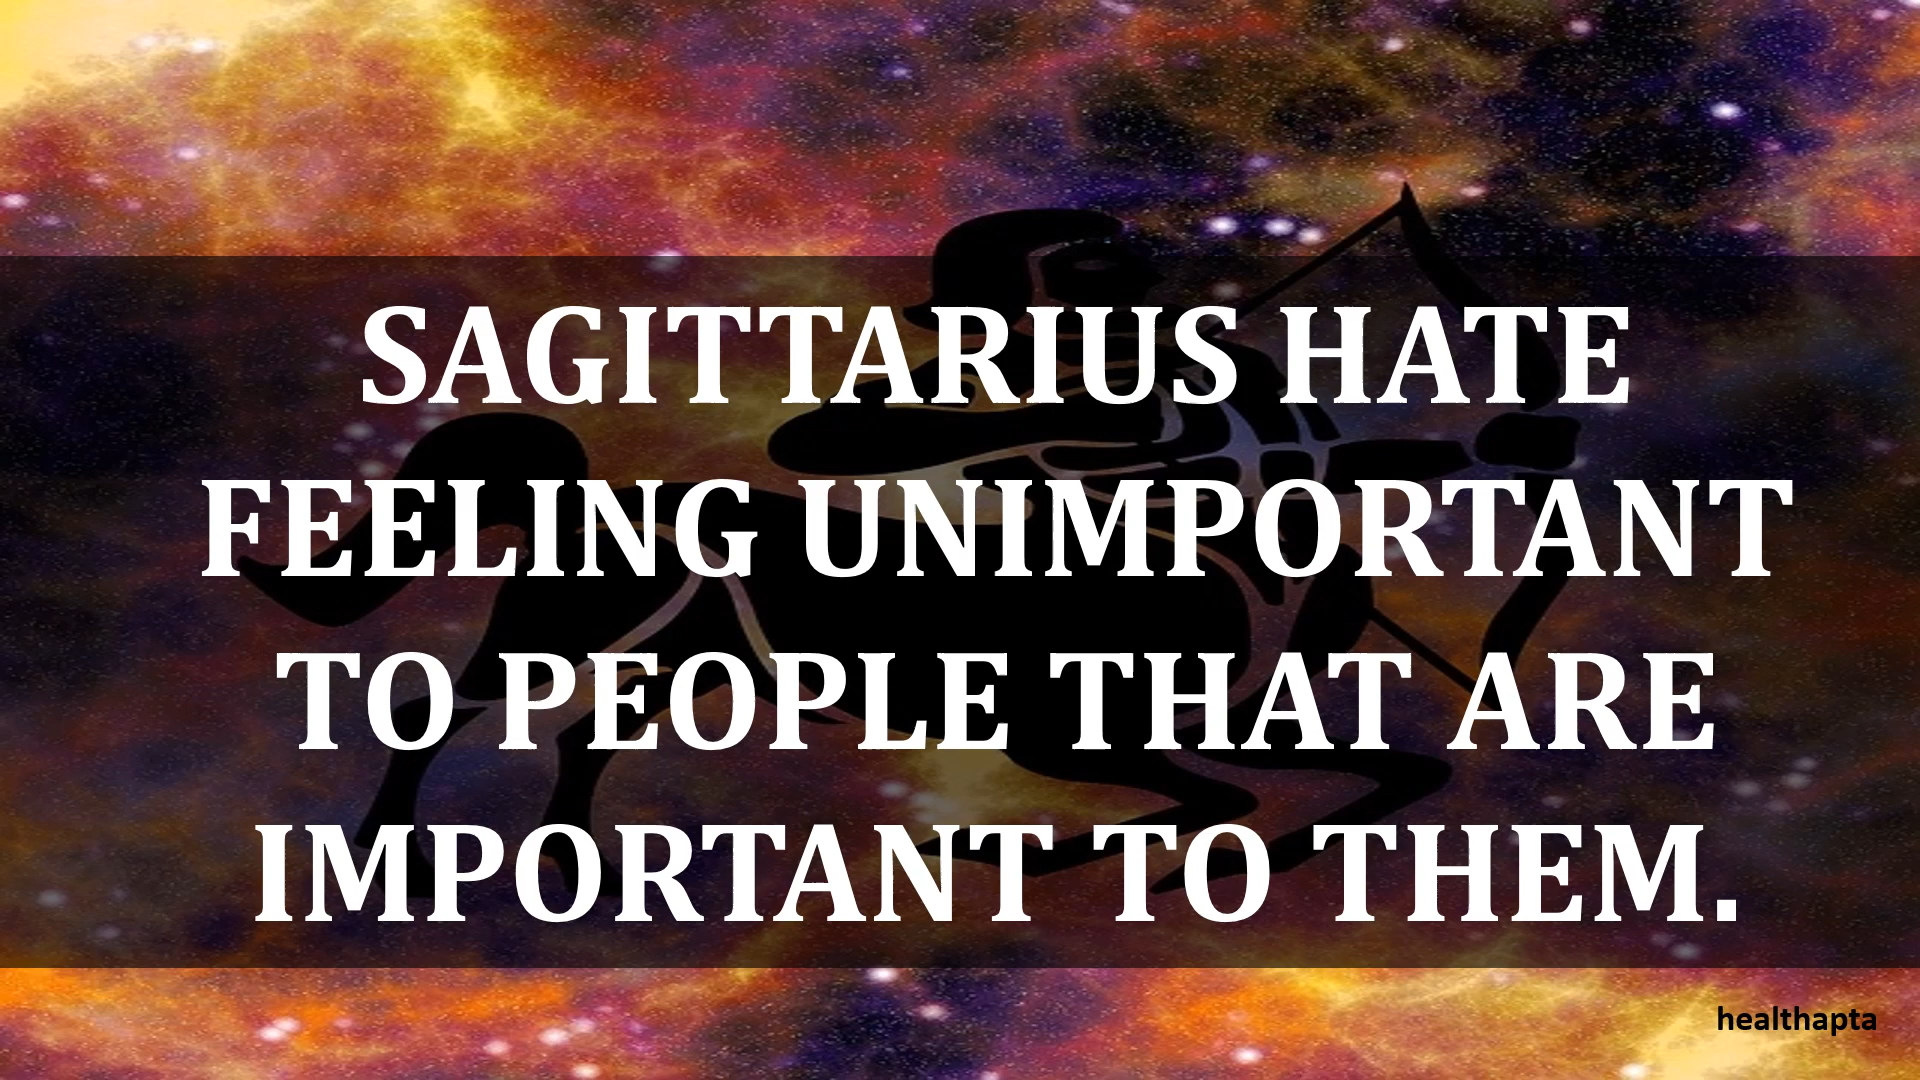 SAGITTARIUS HATE
FEELING UNIMPORTANT
TO PEOPLE THAT ARE
IMPORTANT TO THEM.
healthapta